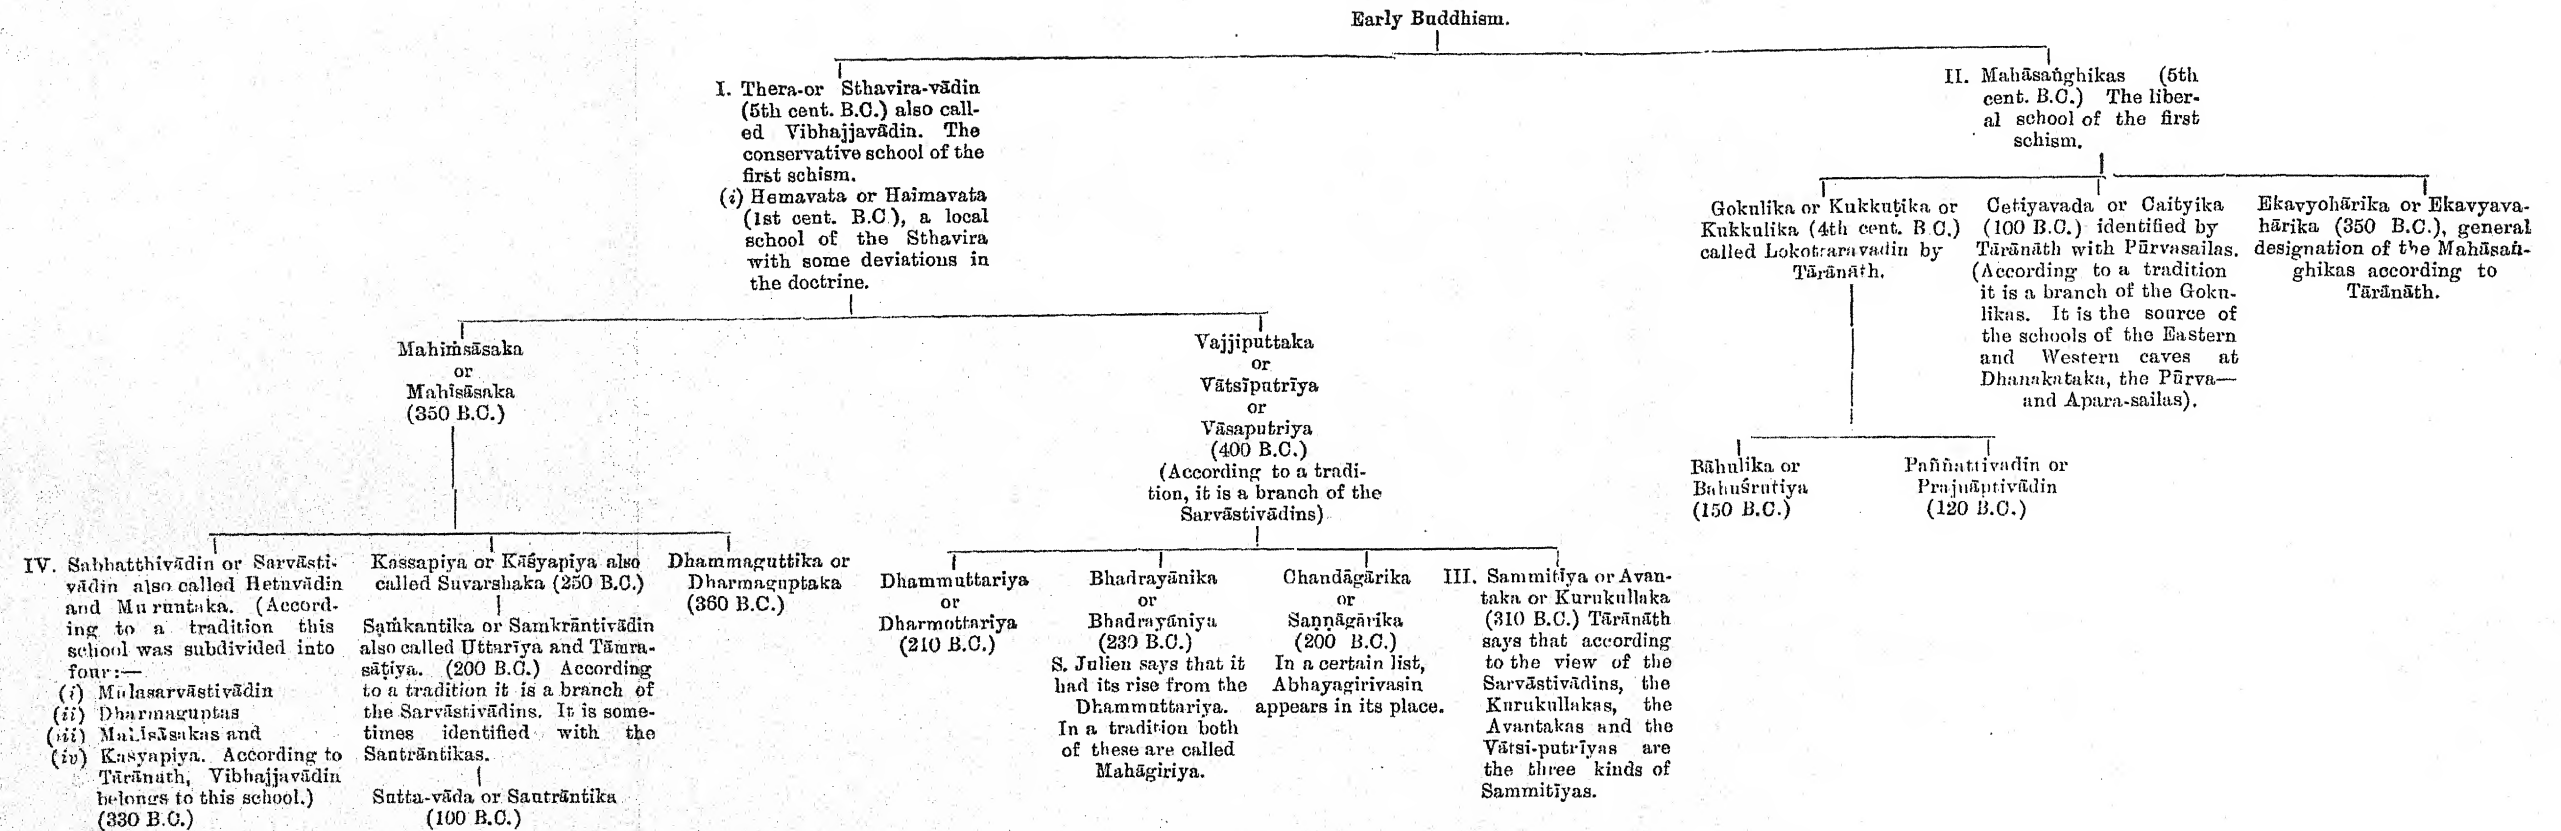 Early Buddhism.
I. Thera-or Sthavira-vādin
(5th cent. B.C.) also call-
ed Vibhajjavādin. The
conservative school of the
first schism.
(i) Hemavata or Haimavata
(1st cent. B.C.), a local
school of the Sthavira
with some deviations in
the doctrine.
II. Mahāsaṅghikas (5th
cent. B.C.) The liber-
al school of the first
schism.
Mahiṁsāsaka
or
Mahīsāsaka
(350 B.C.)
Vajjiputtaka
or
Vātsīputrīya
or
Vāsaputriya
(400 B.C.)
(According to a tradi-
tion, it is a branch of the
Sarvāstivādins)
Gokulika or Kukkuṭika or
Kukkulika (4th cent. B.C.)
called Lokottaravadin by
Tārānāth.
Cetiyavada or Caityika
(100 B.C.) identified by
Tārānāth with Pūrvasailas.
(According to a tradition
it is a branch of the Goku-
likas. It is the source of
the schools of the Eastern
and Western caves at
Dhanakataka, the Pūrva—
and Apara-sailas).
Ekavyohārika or Ekavyava-
hārika (350 B.C.), general
designation of the Mahāsaṅ-
ghikas according to
Tārānāth.
Bāhulika or
Bahuśrutiya
(150 B.C.)
Paññattivadin or
Prajnāptivādin
(120 B.C.)
IV. Sabbatthivādin or Sarvāsti-
vādin also called Hetuvādin
and Muruntaka. (Accord-
ing to a tradition this
school was subdivided into
four:—
(i) Mūlasarvāstivādin
(ii) Dharmaguptas
(iii) Mahīsāsakas and
(iv) Kasyapiya. According to
Tārānāth, Vibhajjavādin
belongs to this school.)
(330 B.C.)
Kassapiya or Kāśyapiya also
called Suvarshaka (250 B.C.)
Saṁkantika or Samkrāntivādin
also called Uttarīya and Tāmra-
sāṭiya. (200 B.C.) According
to a tradition it is a branch of
the Sarvāstivādins. It is some-
times identified with the
Santrāntikas.
Sutta-vāda or Santrāntika
(100 B.C.)
Dhammaguttika or
Dharmaguptaka
(360 B.C.)
Dhammuttariya
or
Dharmottariya
(210 B.C.)
Bhadrayānika
or
Bhadrayāniya
(230 B.C.)
S. Julien says that it
had its rise from the
Dhammuttariya.
In a tradition both
of these are called
Mahāgiriya.
Chandāgārika
or
Saṇṇāgārika
(200 B.C.)
In a certain list,
Abhayagirivasin
appears in its place.
III. Sammitīya or Avan-
taka or Kurukullaka
(310 B.C.) Tārānāth
says that according
to the view of the
Sarvāstivādins, the
Kurukullakas, the
Avantakas and the
Vātsi-putrīyas are
the three kinds of
Sammitīyas.